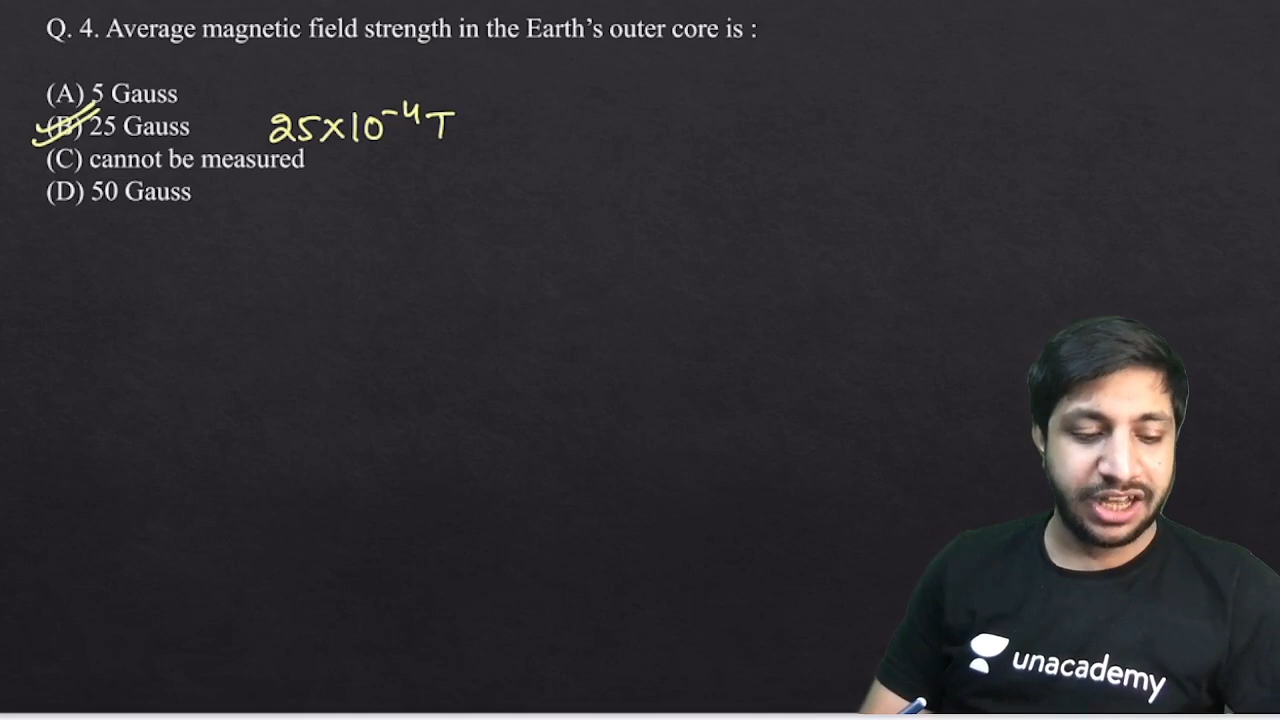 Q. 4. Average magnetic field strength in the Earth’s outer core is :
(A) 5 Gauss
(B) 25 Gauss 25×10⁻⁴T
(C) cannot be measured
(D) 50 Gauss
unacademy